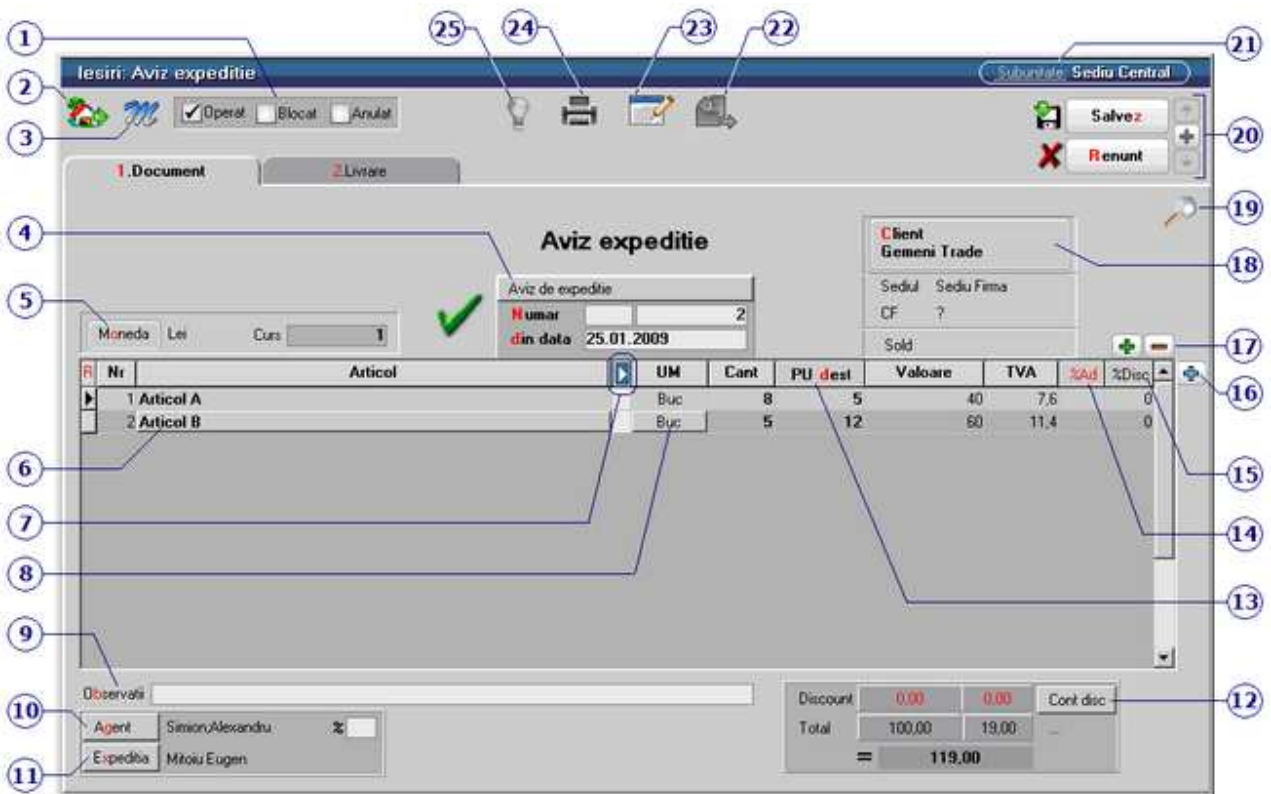 25 24 23 22
1
21
Iesiri: Aviz expeditie
Subunitate Sediu Central
2
Operat Blocat Anulat
Salvez
20
3
Renunt
1.Document 2.Livrare
19
4
Aviz expeditie
Client
Gemeni Trade
18
Aviz de expeditie
Sediul Sediu Firma
5
Numar 2
CF ?
Moneda Lei Curs 1
din data 25.01.2009
Sold
17
R Nr Articol UM Cant PU dest Valoare TVA %Ad %Disc
16
1 Articol A Buc 8 5 40 7,6 0
2 Articol B Buc 5 12 60 11,4 0
6
15
7
14
8
13
9
Observatii
Discount 0,00 0,00 Cont disc
12
10
Agent Simion,Alexandru %
Total 100,00 19,00 ...
11
Expeditia Mitoiu Eugen
= 119,00